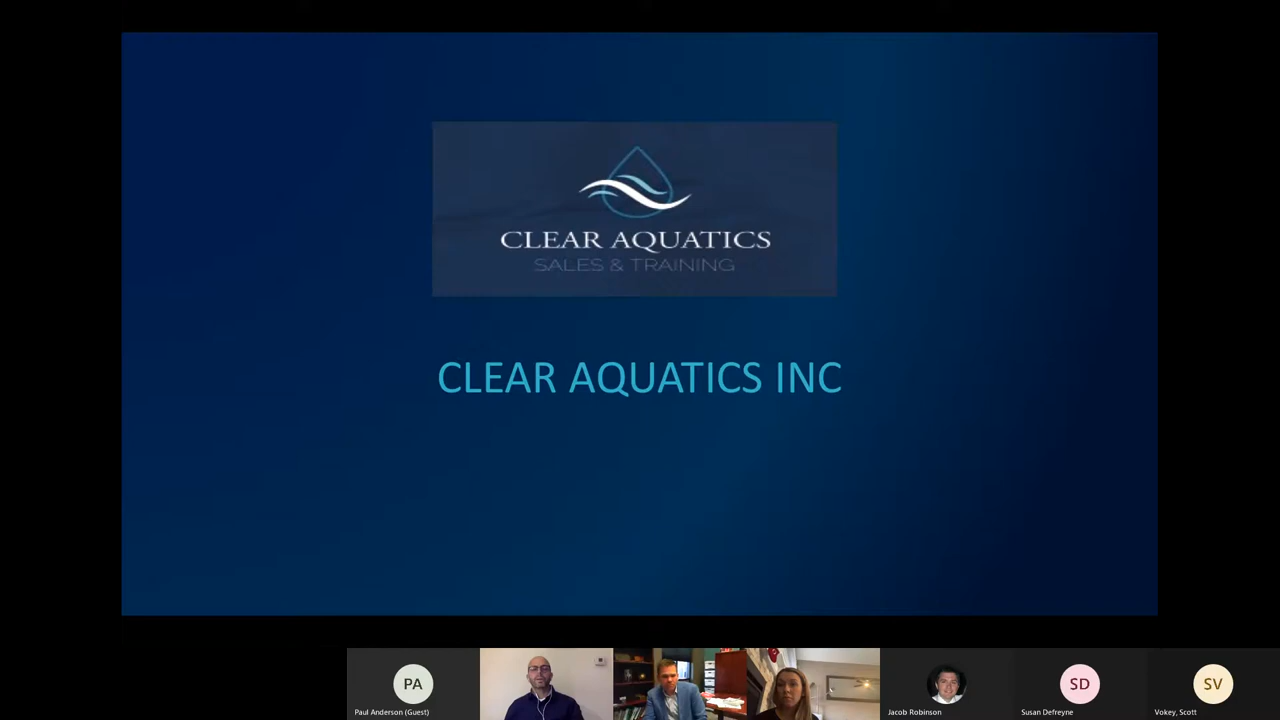 CLEAR AQUATICS
SALES & TRAINING
CLEAR AQUATICS INC
PA
SD
SV
Paul Anderson (Guest)
Jacob Robinson
Susan Defreyne
Vokey, Scott